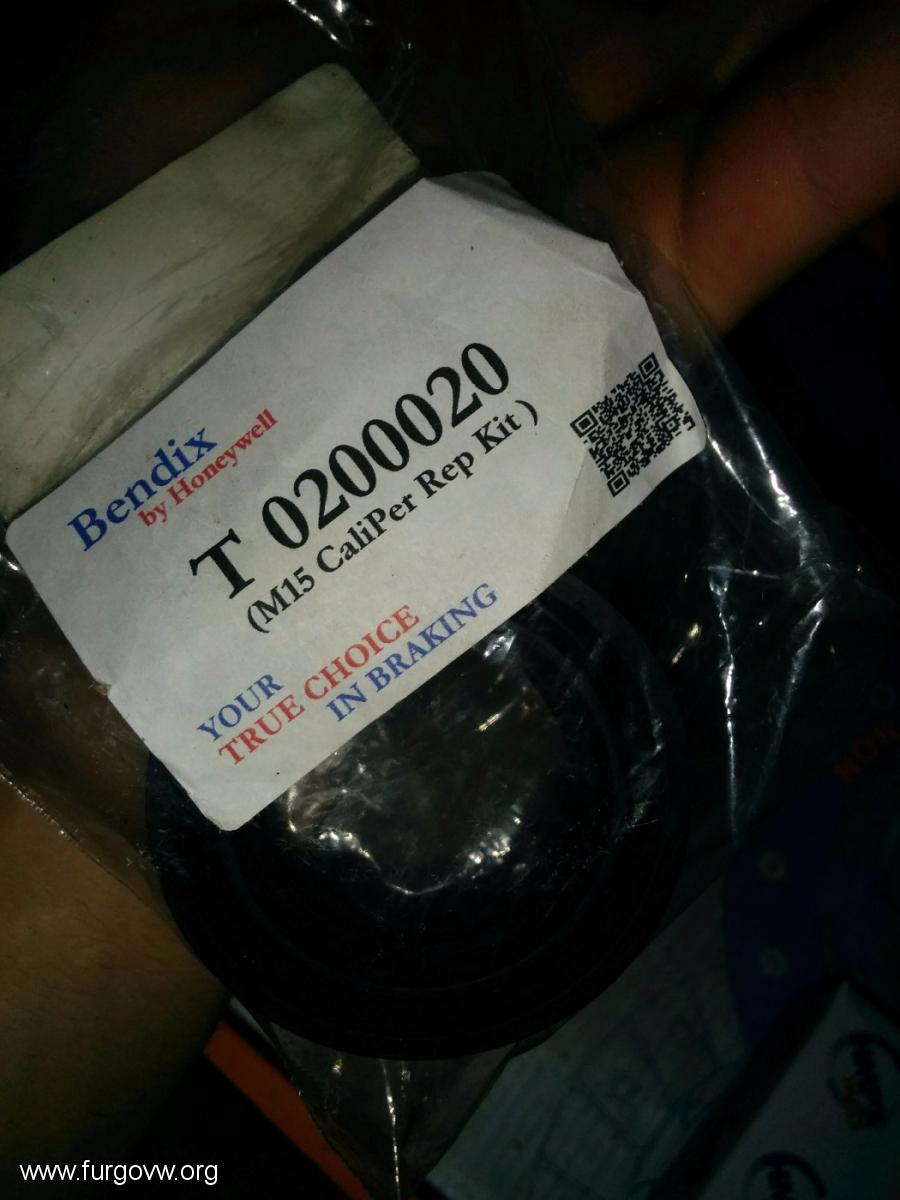 Bendix
by Honeywell
T 0200020
(M15 CaliPer Rep Kit )
YOUR
TRUE CHOICE
IN BRAKING
www.furgovw.org